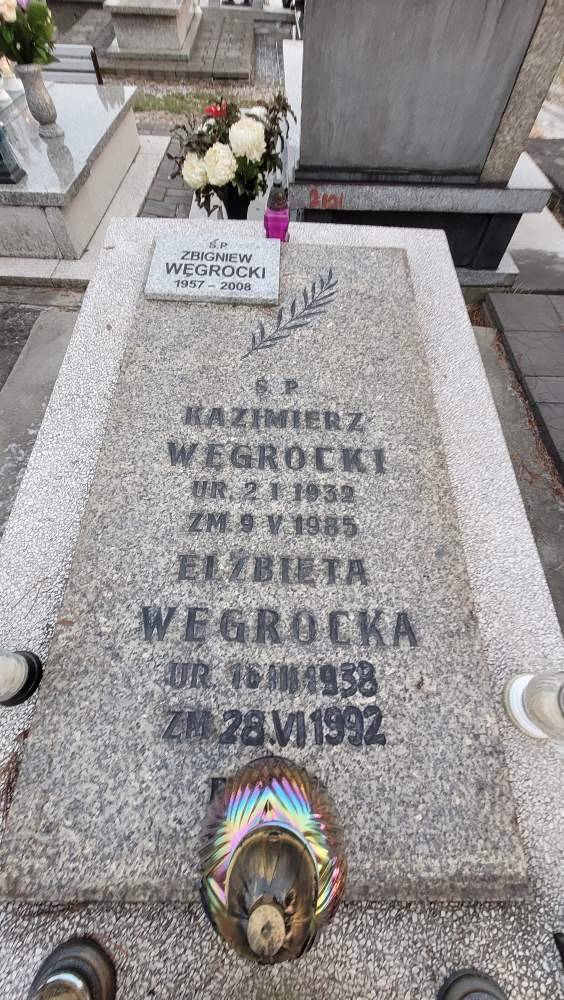 Ś.P.
ZBIGNIEW
WĘGROCKI
1957 – 2008
Ś. P.
KAZIMIERZ
WĘGROCKI
UR. 2 I 1932
ZM. 9 V 1985
ELŻBIETA
WĘGROCKA
UR. 16 III 1938
ZM. 28.VI 1992
2101